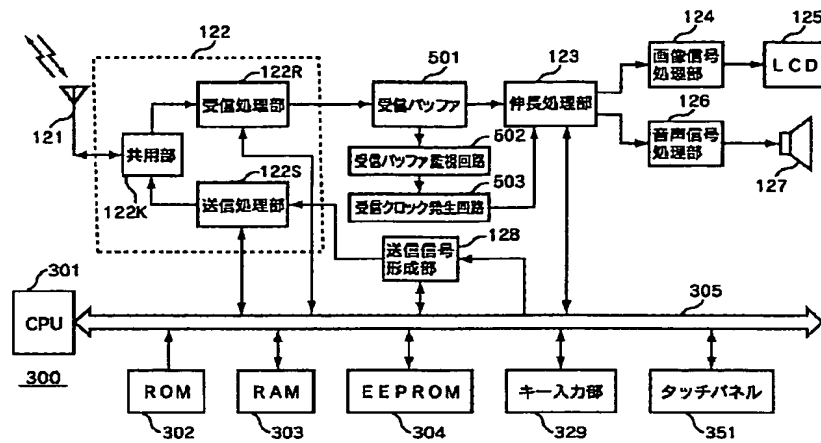 122
122R
受信処理部
501
受信バッファ
123
伸長処理部
124
画像信号
処理部
125
LCD
121
共用部
122K
122S
送信処理部
502
受信バッファ監視回路
503
受信クロック発生回路
126
音声信号
処理部
127
128
送信信号
形成部
301
CPU
300
305
ROM
302
RAM
303
EEPROM
304
キー入力部
329
タッチパネル
351